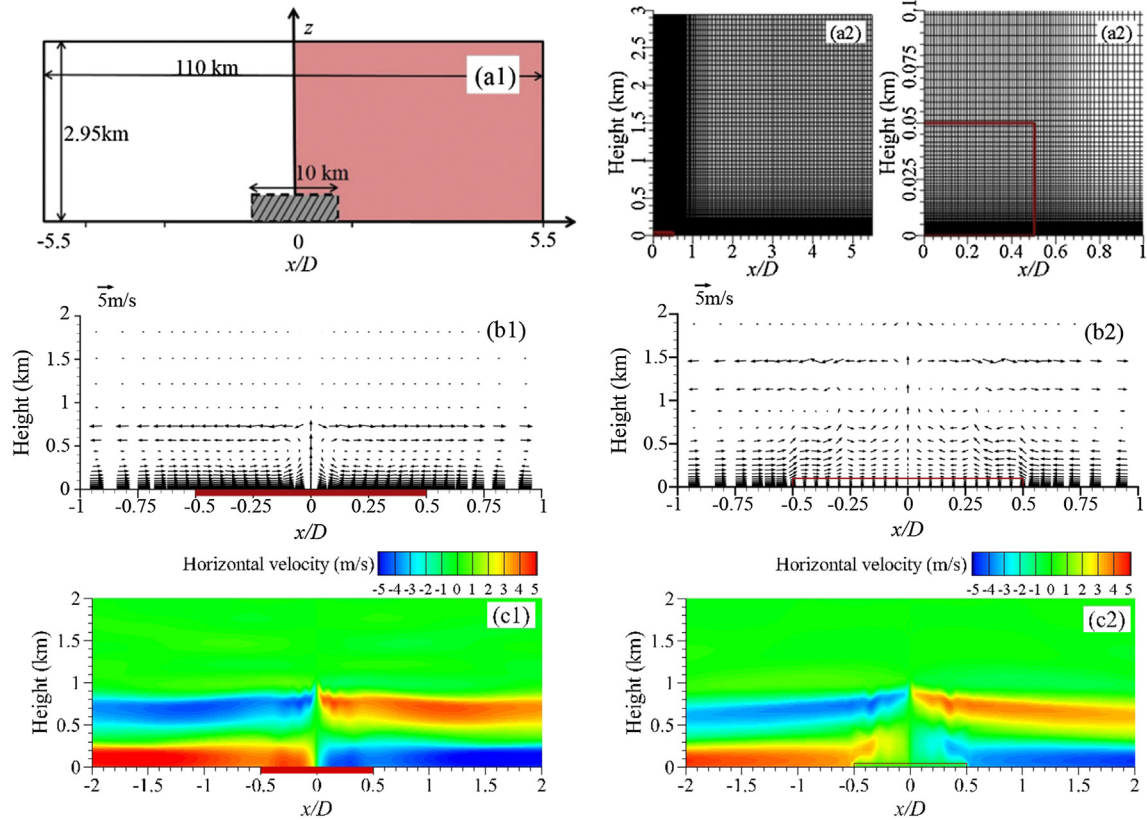 z
110 km
(a1)
2.95km
10 km
-5.5 0 5.5
x/D
Height (km)
3
2.5
2
1.5
1
0.5
0
(a2)
0 1 2 3 4 5
x/D
Height (km)
0.1
0.075
0.05
0.025
0
(a2)
0 0.2 0.4 0.6 0.8 1
x/D
5m/s
(b1)
Height (km)
2
1.5
1
0.5
0
-1 -0.75 -0.5 -0.25 0 0.25 0.5 0.75 1
x/D
5m/s
(b2)
Height (km)
2
1.5
1
0.5
0
-1 -0.75 -0.5 -0.25 0 0.25 0.5 0.75 1
x/D
Horizontal velocity (m/s)
-5 -4 -3 -2 -1 0 1 2 3 4 5
(c1)
Height (km)
2
1.5
1
0.5
0
-2 -1.5 -1 -0.5 0 0.5 1 1.5 2
x/D
Horizontal velocity (m/s)
-5 -4 -3 -2 -1 0 1 2 3 4 5
(c2)
Height (km)
2
1.5
1
0.5
0
-2 -1.5 -1 -0.5 0 0.5 1 1.5 2
x/D